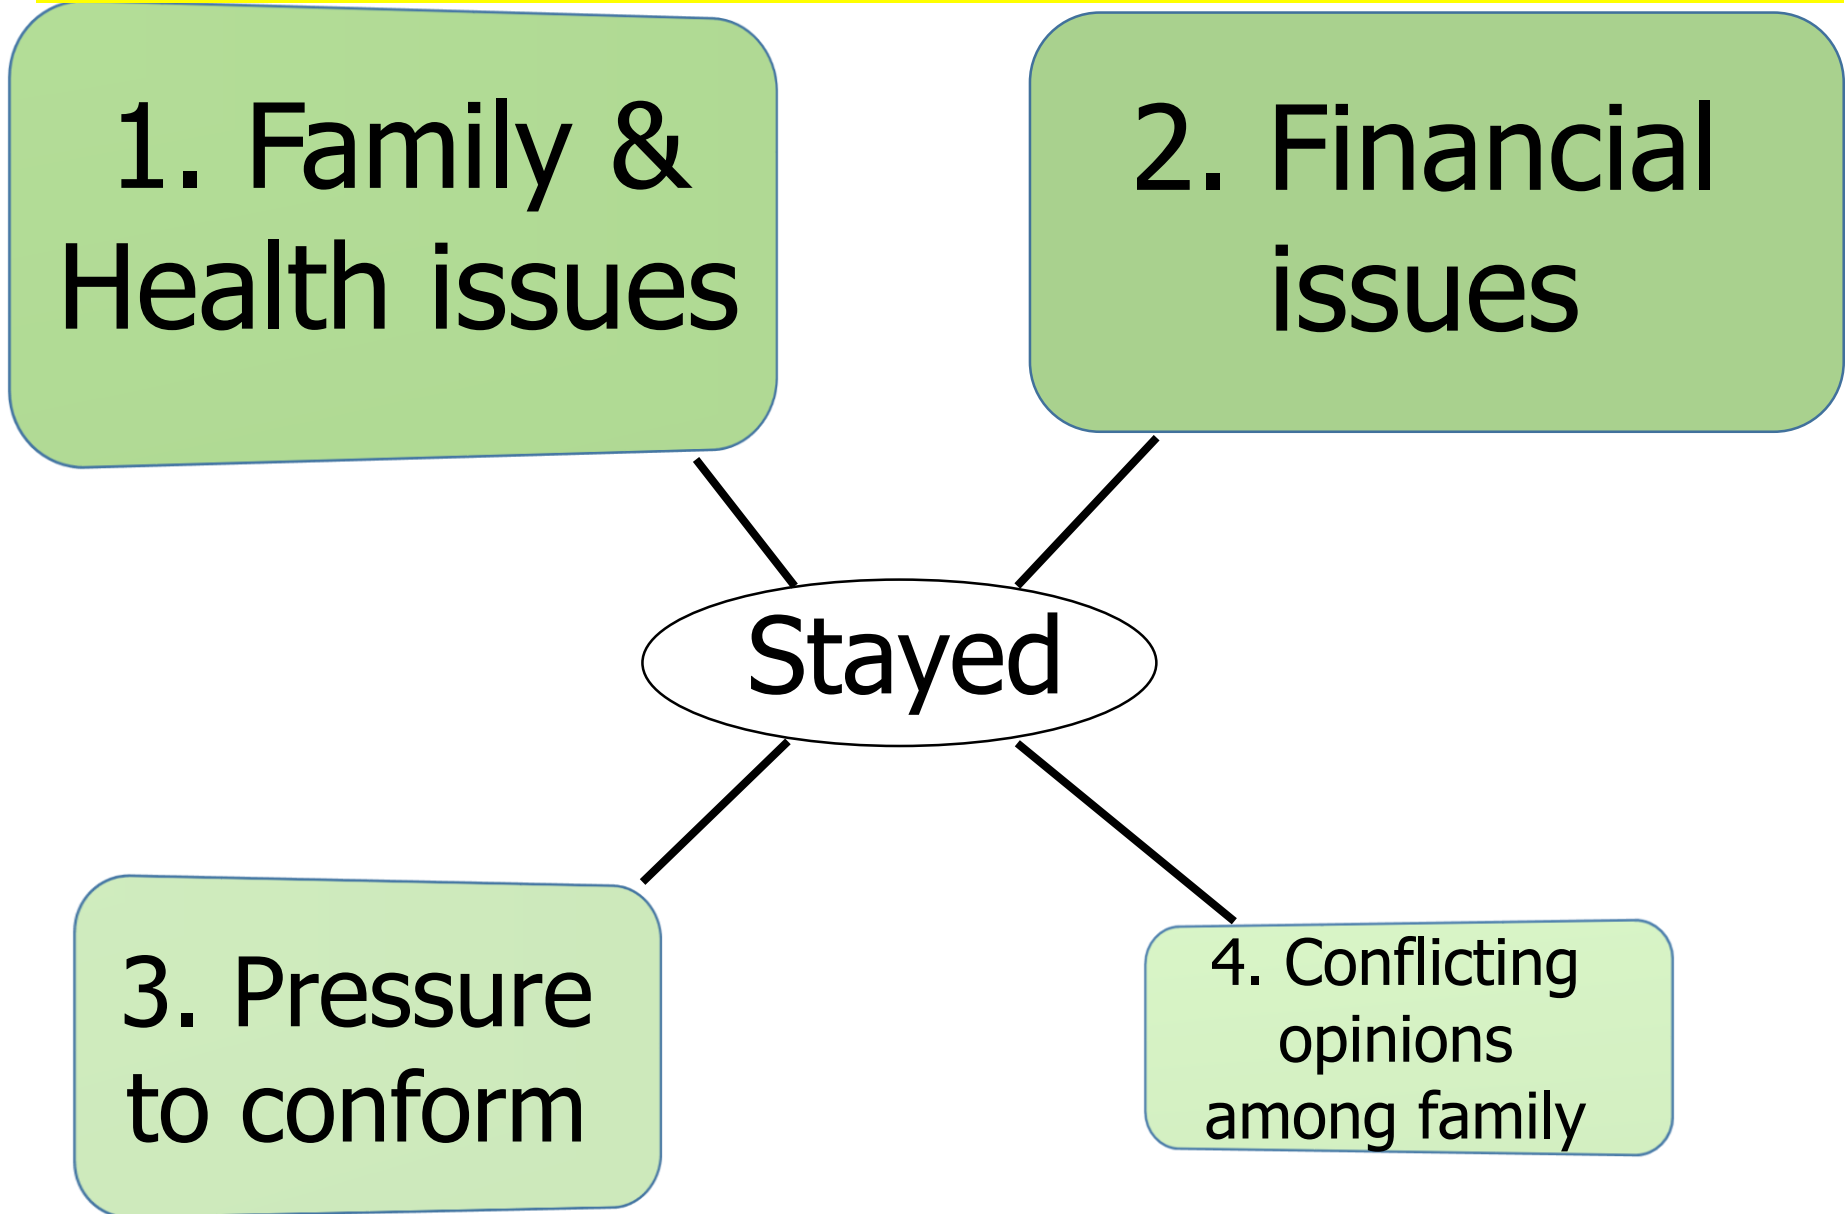 1. Family &
Health issues
2. Financial
issues
Stayed
3. Pressure
to conform
4. Conflicting
opinions
among family